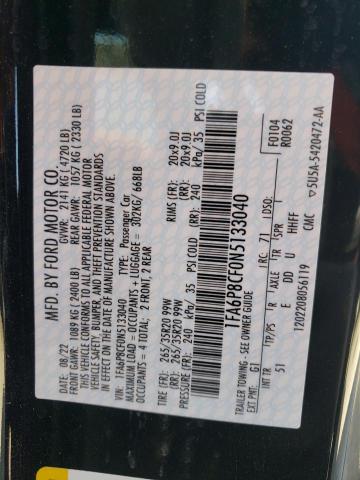 MFD. BY FORD MOTOR CO.
DATE: 08/22 GVWR: 2141 KG ( 4720 LB)
FRONT GAWR: 1089 KG ( 2400 LB) REAR GAWR: 1057 KG ( 2330 LB)
THIS VEHICLE CONFORMS TO ALL APPLICABLE FEDERAL MOTOR
VEHICLE SAFETY, BUMPER, AND THEFT PREVENTION STANDARDS
IN EFFECT ON THE DATE OF MANUFACTURE SHOWN ABOVE.
VIN: 1FA6P8CF0N5133040 TYPE: Passenger Car
MAXIMUM LOAD = OCCUPANTS + LUGGAGE = 302KG/ 668LB
OCCUPANTS = 4 TOTAL; 2 FRONT, 2 REAR
TIRE (FR): 265/35R20 99W RIMS (FR): 20x9.0J
(RR): 265/35R20 99W (RR): 20x9.0J
PRESSURE (FR): 240 kPa/ 35 PSI COLD (RR): 240 kPa/ 35 PSI COLD
1FA6P8CF0N5133040
TRAILER TOWING - SEE OWNER GUIDE
EXT PNT: G1 RC: 71 DSO: F0104
R0062
INT TR TP/PS R AXLE TR SPR
51 E DD U HHFF
CMC
1202208056119 5U5A-5420472-AA